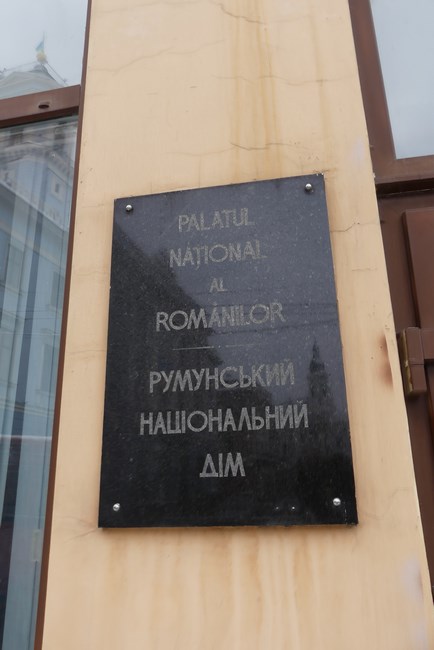 PALATUL
NAȚIONAL
AL
ROMÂNILOR
РУМУНСЬКИЙ
НАЦІОНАЛЬНИЙ
ДІМ